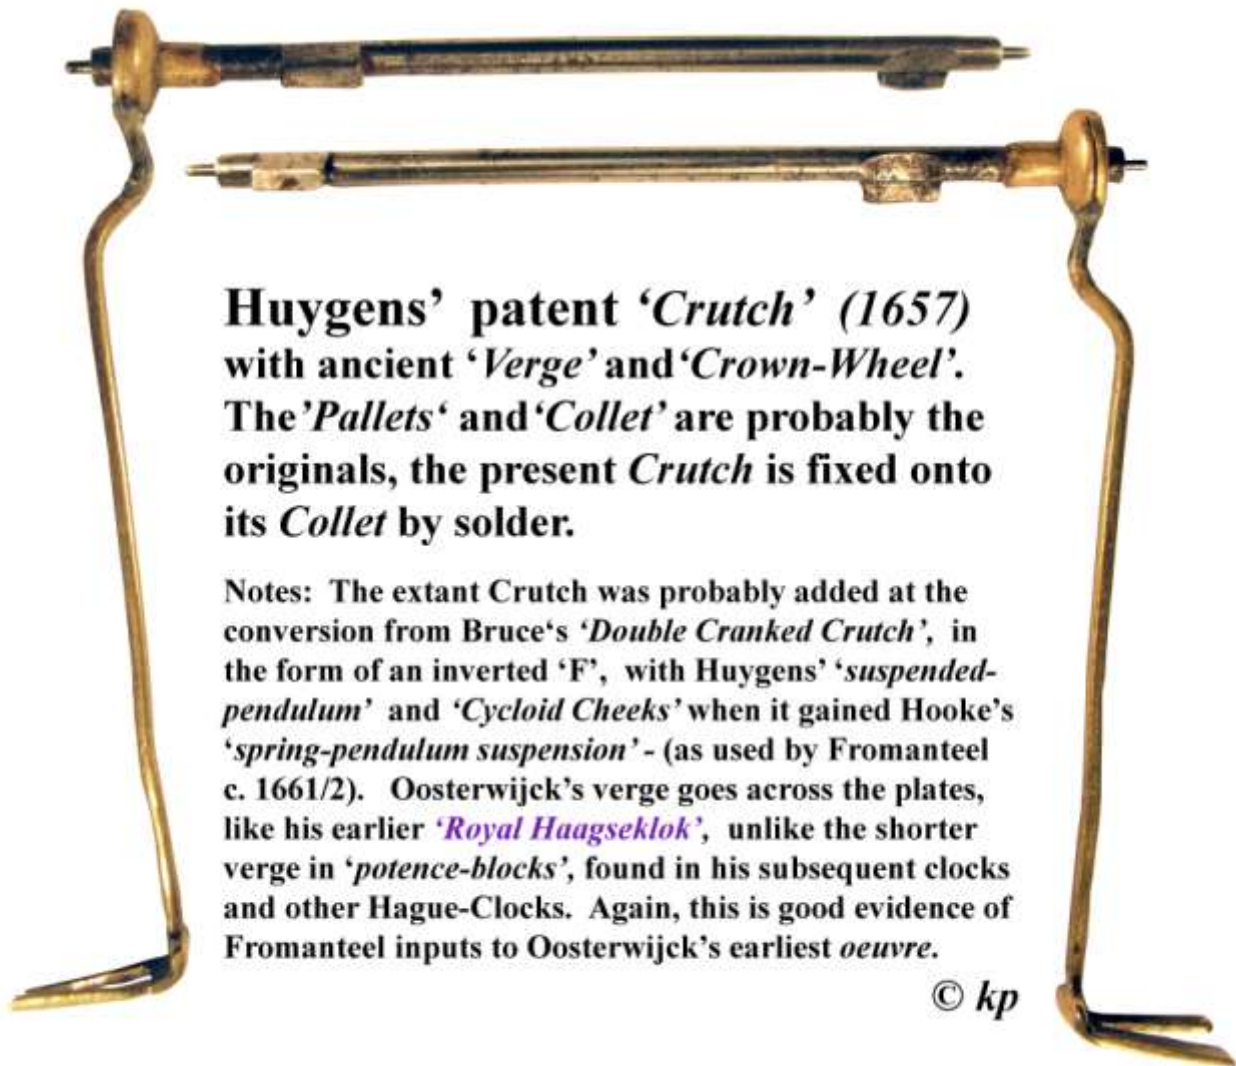 Huygens’ patent ‘Crutch’ (1657)
with ancient ‘Verge’ and ‘Crown-Wheel’.
The ’Pallets‘ and ‘Collet’ are probably the
originals, the present Crutch is fixed onto
its Collet by solder.
Notes: The extant Crutch was probably added at the
conversion from Bruce‘s ‘Double Cranked Crutch’, in
the form of an inverted ‘F’, with Huygens’ ‘suspended-
pendulum’ and ‘Cycloid Cheeks’ when it gained Hooke’s
‘spring-pendulum suspension’ - (as used by Fromanteel
c. 1661/2). Oosterwijck’s verge goes across the plates,
like his earlier ‘Royal Haagseklok’, unlike the shorter
verge in ‘potence-blocks’, found in his subsequent clocks
and other Hague-Clocks. Again, this is good evidence of
Fromanteel inputs to Oosterwijck’s earliest oeuvre.
© kp